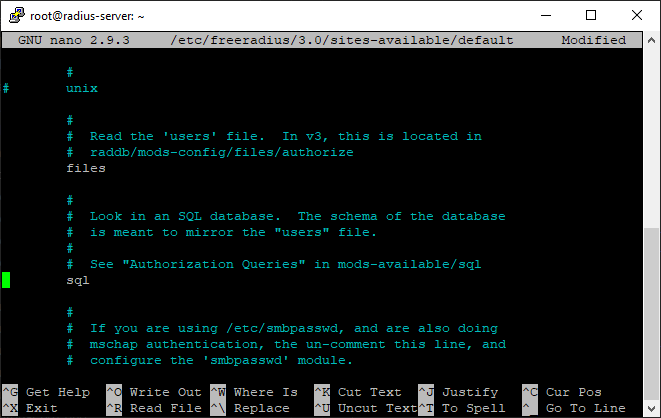 root@radius-server: ~
GNU nano 2.9.3 /etc/freeradius/3.0/sites-available/default Modified
#
# unix
#
# Read the 'users' file. In v3, this is located in
# raddb/mods-config/files/authorize
files
#
# Look in an SQL database. The schema of the database
# is meant to mirror the "users" file.
#
# See "Authorization Queries" in mods-available/sql
sql
#
# If you are using /etc/smbpasswd, and are also doing
# mschap authentication, the un-comment this line, and
# configure the 'smbpasswd' module.
^G Get Help ^O Write Out ^W Where Is ^K Cut Text ^J Justify ^C Cur Pos
^X Exit ^R Read File ^\ Replace ^U Uncut Text^T To Spell ^_ Go To Line